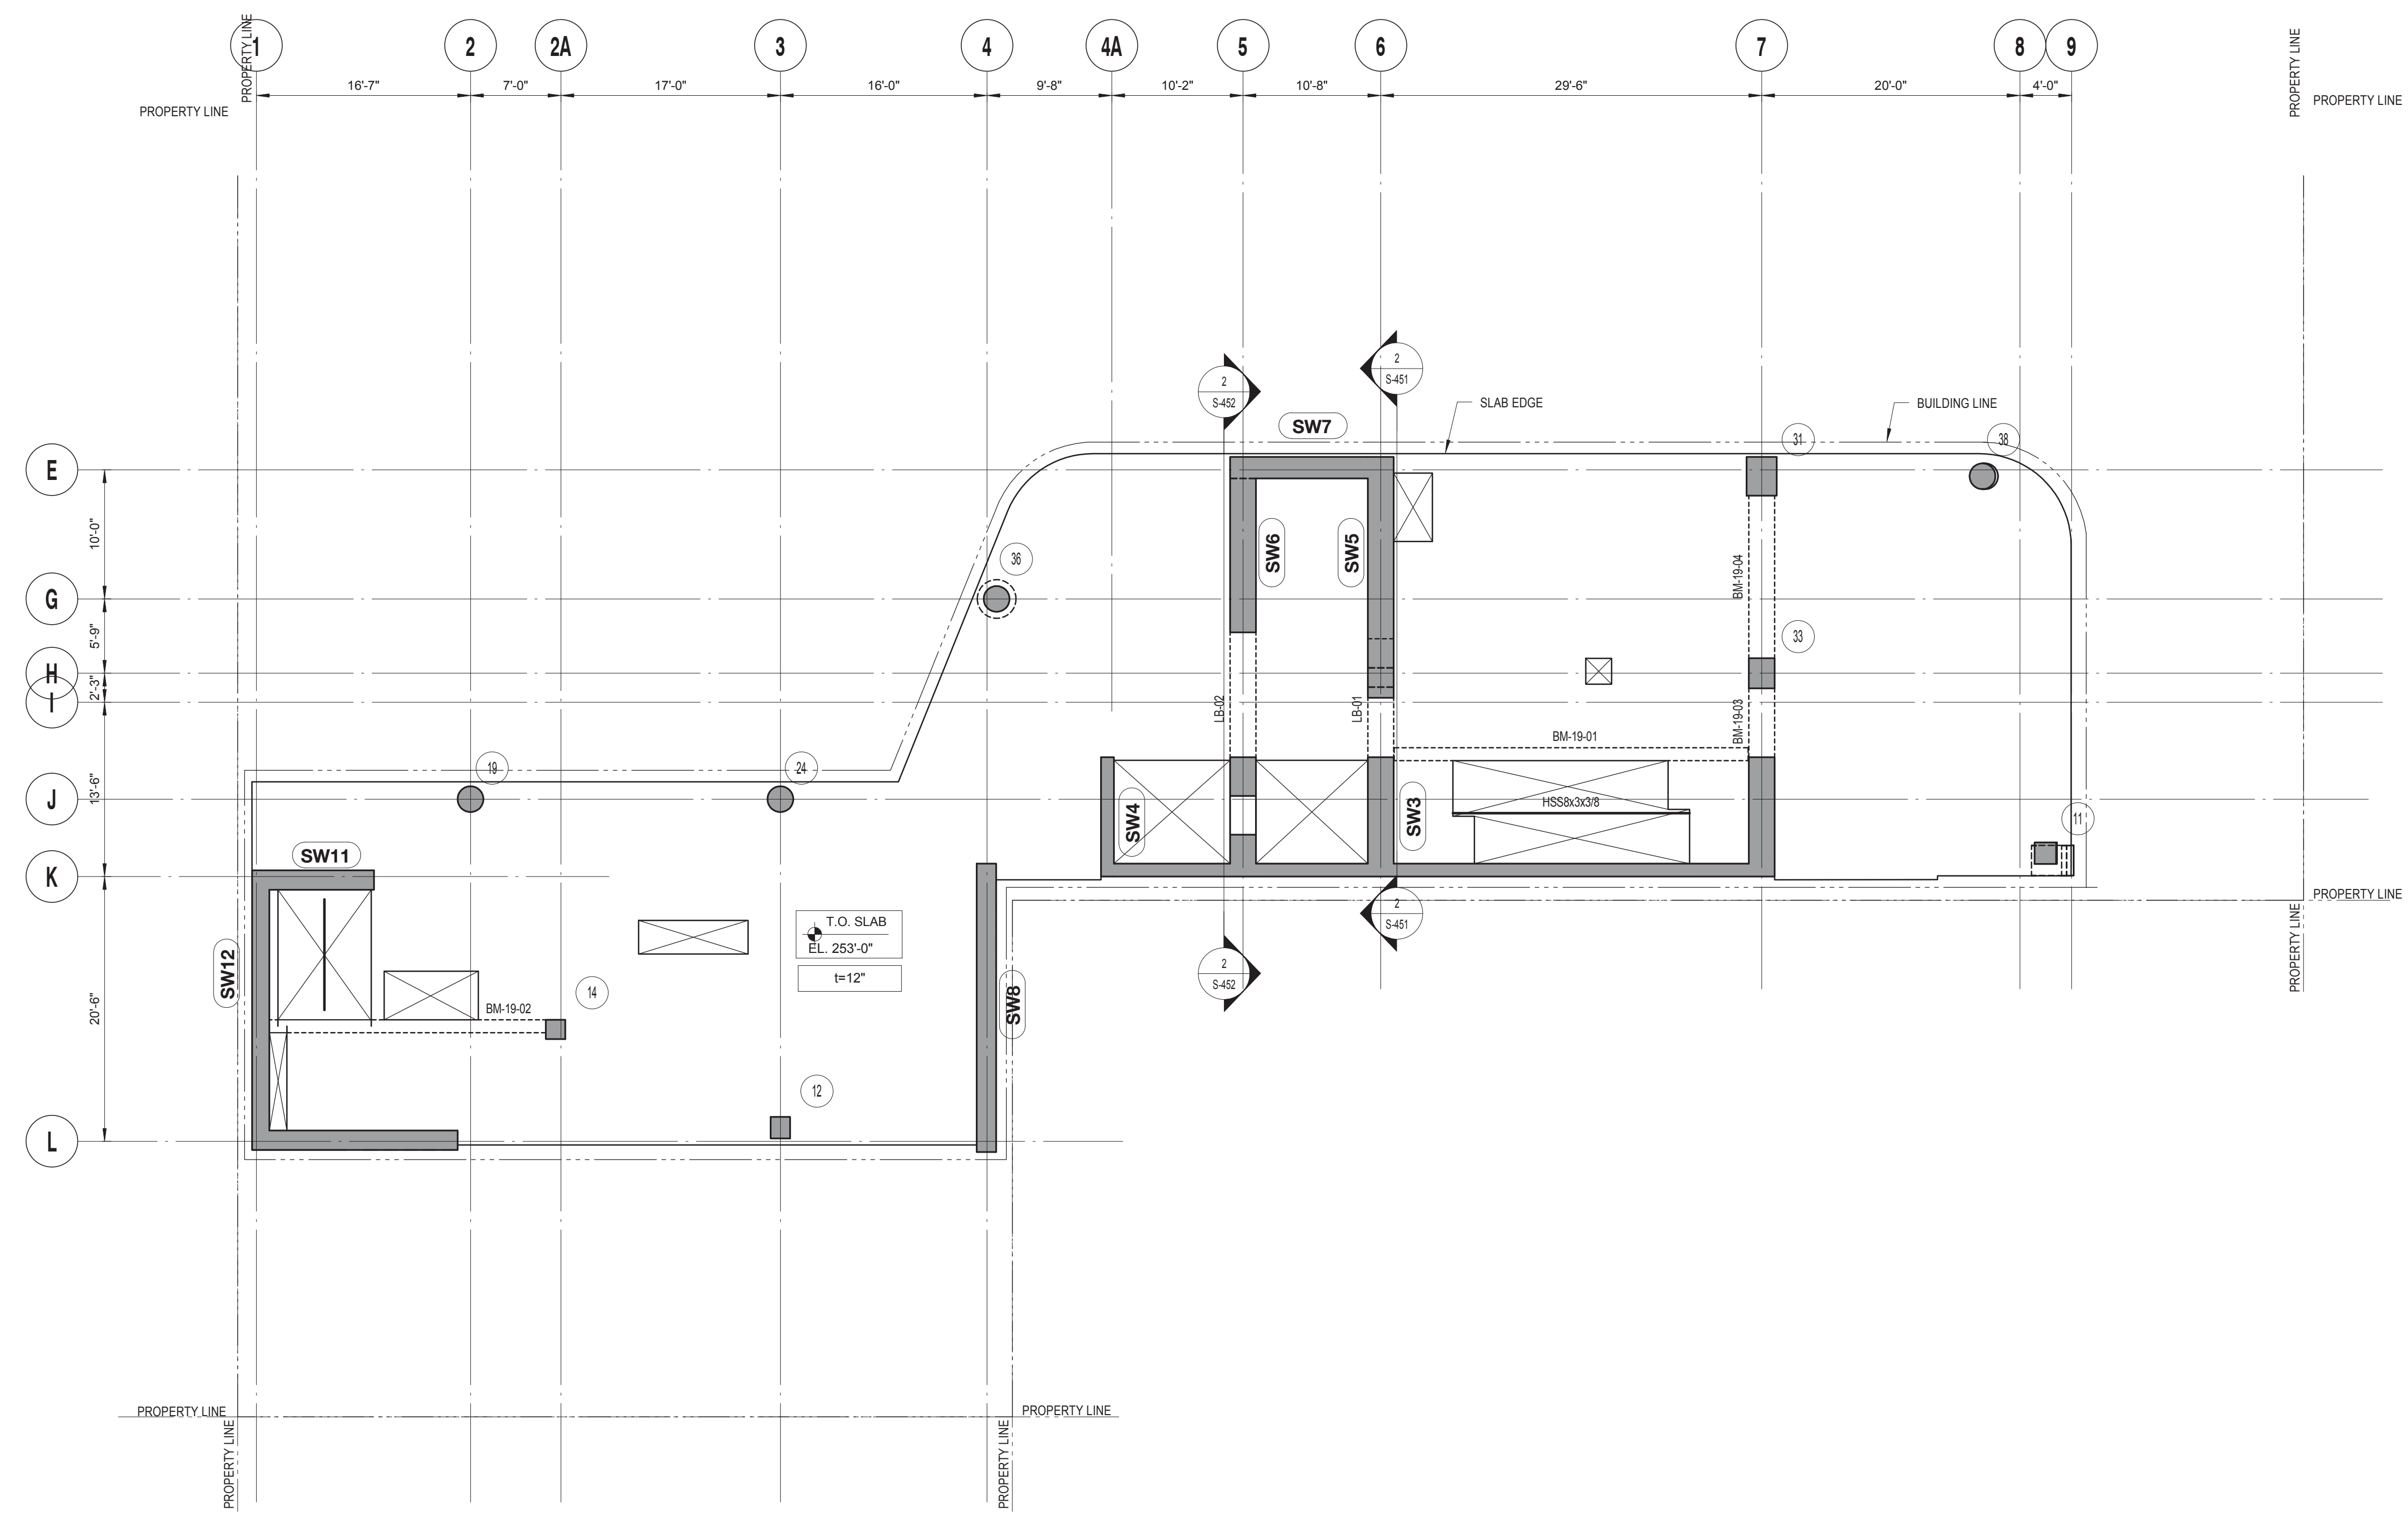 1
2
2A
3
4
4A
5
6
7
8
9
PROPERTY LINE
PROPERTY LINE
PROPERTY LINE
PROPERTY LINE
16'-7"
7'-0"
17'-0"
16'-0"
9'-8"
10'-2"
10'-8"
29'-6"
20'-0"
4'-0"
2
S-451
2
S-452
SLAB EDGE
BUILDING LINE
SW7
31
38
E
10'-0"
SW6
SW5
36
BM-19-04
G
5'-9"
33
H
2'-3"
I
LB-02
LB-01
BM-19-03
BM-19-01
19
24
13'-6"
J
HSS8x3x3/8
SW4
SW3
11
SW11
K
PROPERTY LINE
PROPERTY LINE
2
S-451
T.O. SLAB
EL. 253'-0"
t=12"
SW12
2
S-452
SW8
14
BM-19-02
20'-6"
12
L
PROPERTY LINE
PROPERTY LINE
PROPERTY LINE
PROPERTY LINE